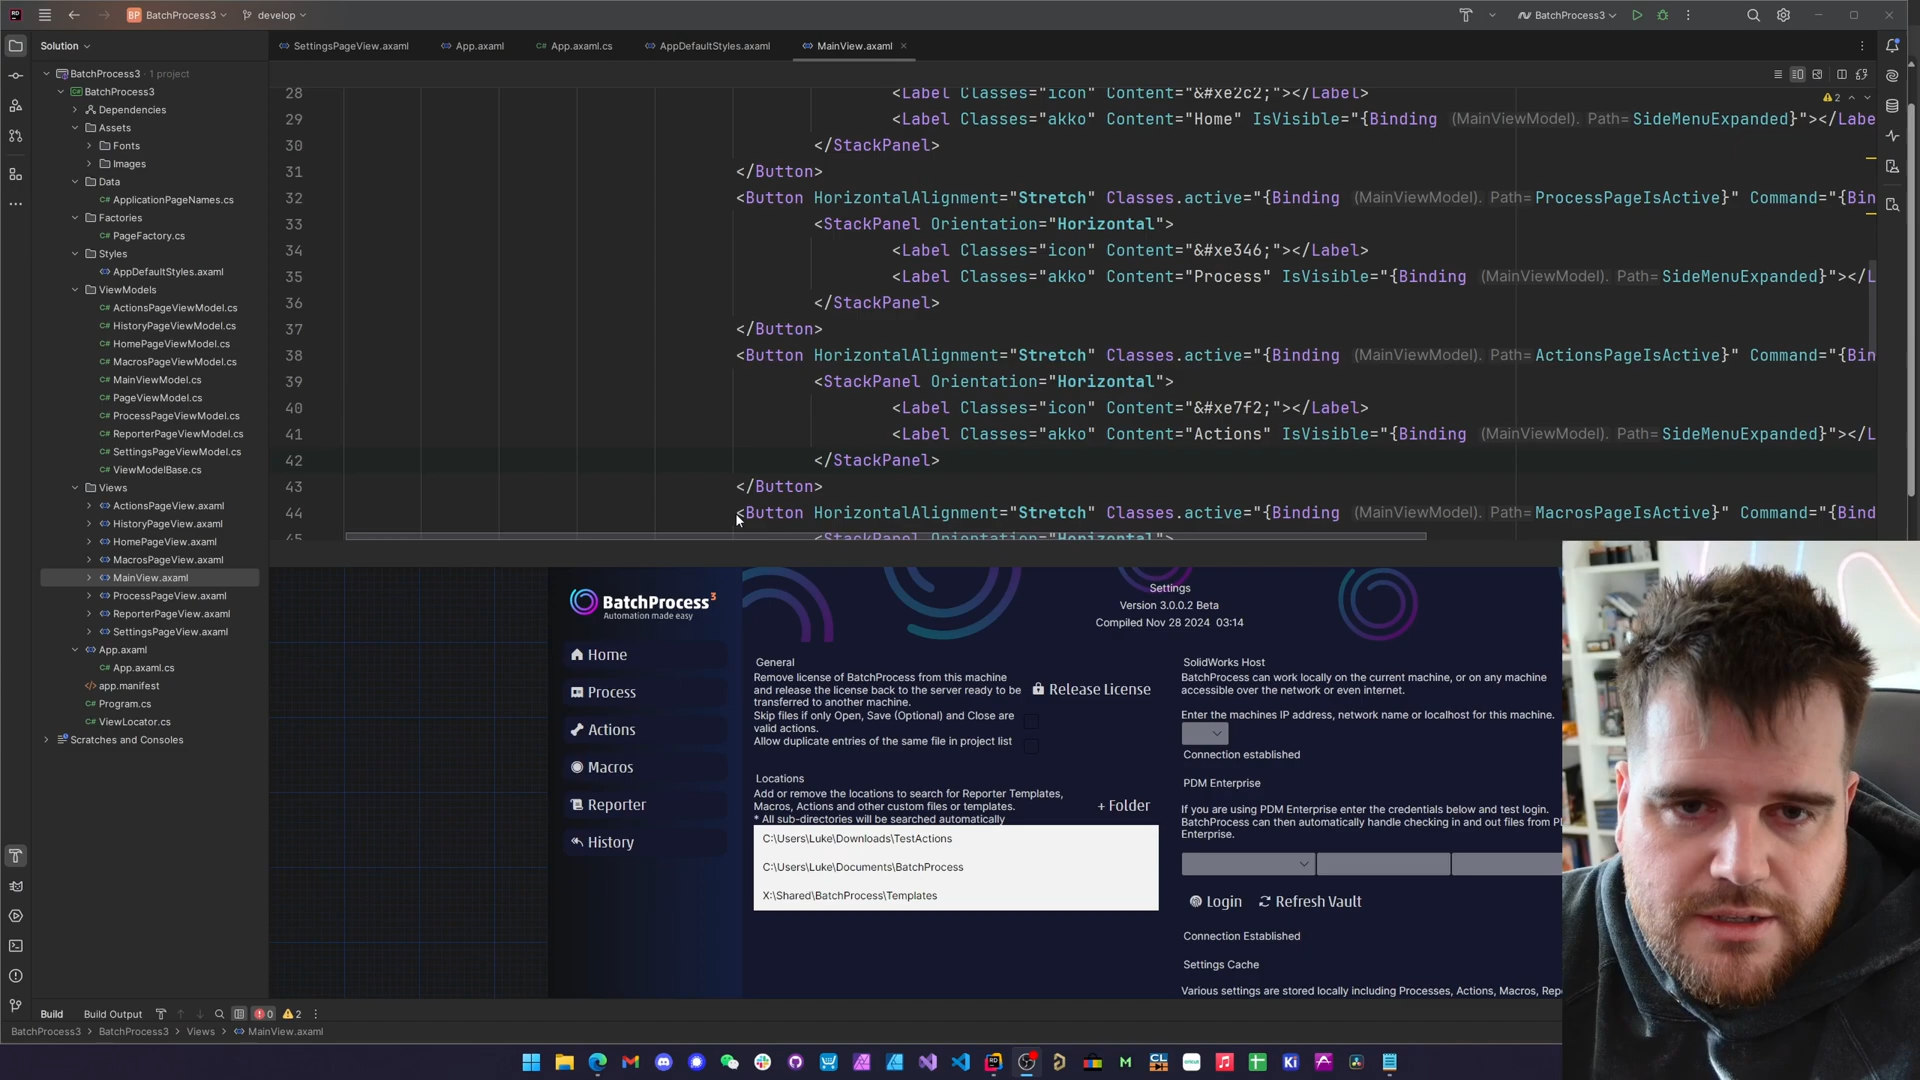 BP BatchProcess3 develop BatchProcess3
Solution SettingsPageView.axaml App.axaml App.axaml.cs AppDefaultStyles.axaml MainView.axaml
BatchProcess3 · 1 project
BatchProcess3
Dependencies
Assets
Fonts
Images
Data
ApplicationPageNames.cs
Factories
PageFactory.cs
Styles
AppDefaultStyles.axaml
ViewModels
ActionsPageViewModel.cs
HistoryPageViewModel.cs
HomePageViewModel.cs
MacrosPageViewModel.cs
MainViewModel.cs
PageViewModel.cs
ProcessPageViewModel.cs
ReporterPageViewModel.cs
SettingsPageViewModel.cs
ViewModelBase.cs
Views
ActionsPageView.axaml
HistoryPageView.axaml
HomePageView.axaml
MacrosPageView.axaml
MainView.axaml
ProcessPageView.axaml
ReporterPageView.axaml
SettingsPageView.axaml
App.axaml
App.axaml.cs
app.manifest
Program.cs
ViewLocator.cs
Scratches and Consoles
28 <Label Classes="icon" Content="&#xe2c2;"></Label>
29 <Label Classes="akko" Content="Home" IsVisible="{Binding (MainViewModel). Path= SideMenuExpanded}"></Labe
30 </StackPanel>
31 </Button>
32 <Button HorizontalAlignment="Stretch" Classes.active="{Binding (MainViewModel). Path= ProcessPageIsActive}" Command="{Bin
33 <StackPanel Orientation="Horizontal">
34 <Label Classes="icon" Content="&#xe346;"></Label>
35 <Label Classes="akko" Content="Process" IsVisible="{Binding (MainViewModel). Path= SideMenuExpanded}"></L
36 </StackPanel>
37 </Button>
38 <Button HorizontalAlignment="Stretch" Classes.active="{Binding (MainViewModel). Path= ActionsPageIsActive}" Command="{Bin
39 <StackPanel Orientation="Horizontal">
40 <Label Classes="icon" Content="&#xe7f2;"></Label>
41 <Label Classes="akko" Content="Actions" IsVisible="{Binding (MainViewModel). Path= SideMenuExpanded}"></L
42 </StackPanel>
43 </Button>
44 <Button HorizontalAlignment="Stretch" Classes.active="{Binding (MainViewModel). Path= MacrosPageIsActive}" Command="{Bind
45 <StackPanel Orientation="Horizontal">
2
BatchProcess3
Automation made easy
Home
Process
Actions
Macros
Reporter
History
Settings
Version 3.0.0.2 Beta
Compiled Nov 28 2024 03:14
General
Remove license of BatchProcess from this machine
and release the license back to the server ready to be
transferred to another machine.
Release License
Skip files if only Open, Save (Optional) and Close are
valid actions.
Allow duplicate entries of the same file in project list
Locations
Add or remove the locations to search for Reporter Templates,
Macros, Actions and other custom files or templates.
* All sub-directories will be searched automatically
+ Folder
C:\Users\Luke\Downloads\TestActions
C:\Users\Luke\Documents\BatchProcess
X:\Shared\BatchProcess\Templates
SolidWorks Host
BatchProcess can work locally on the current machine, or on any machine
accessible over the network or even internet.
Enter the machines IP address, network name or localhost for this machine.
Connection established
PDM Enterprise
If you are using PDM Enterprise enter the credentials below and test login.
BatchProcess can then automatically handle checking in and out files from PD
Enterprise.
Login Refresh Vault
Connection Established
Settings Cache
Various settings are stored locally including Processes, Actions, Macros, Rep
Build Build Output 0 2
BatchProcess3 > BatchProcess3 > Views > MainView.axaml